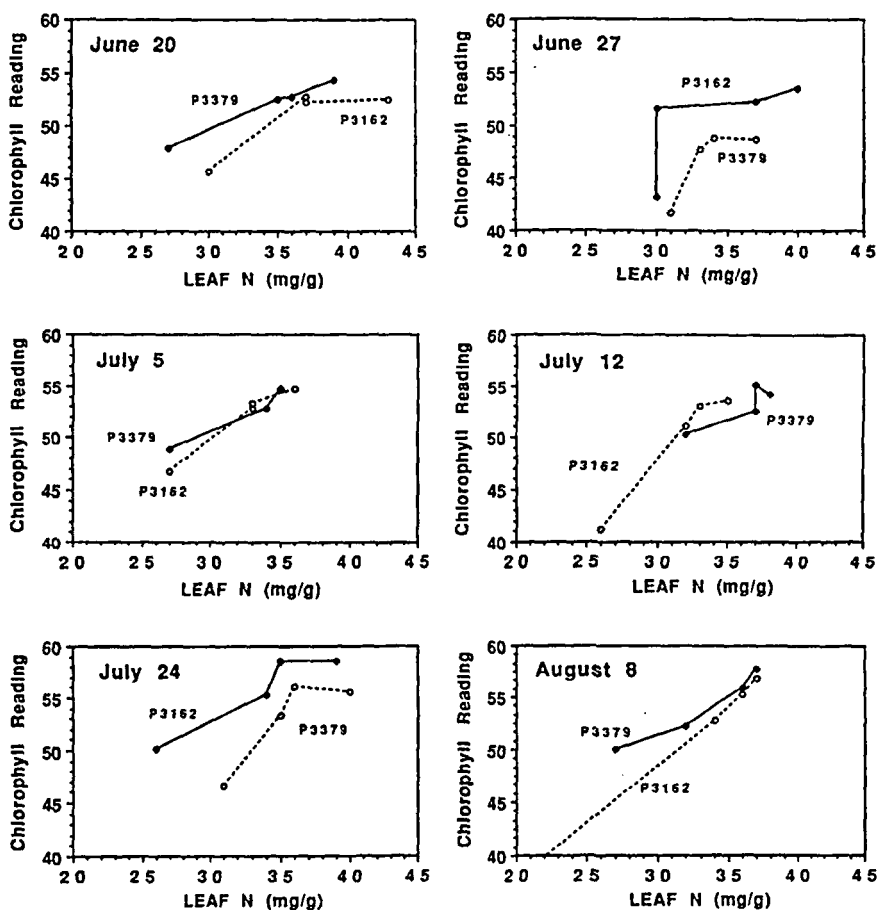 Chlorophyll Reading
60
55
50
45
40
June 20
P3379
P3162
20 25 30 35 40 45
LEAF N (mg/g)
Chlorophyll Reading
60
55
50
45
40
June 27
P3162
P3379
20 25 30 35 40 45
LEAF N (mg/g)
Chlorophyll Reading
60
55
50
45
40
July 5
P3379
P3162
20 25 30 35 40 45
LEAF N (mg/g)
Chlorophyll Reading
60
55
50
45
40
July 12
P3379
P3162
20 25 30 35 40 45
LEAF N (mg/g)
Chlorophyll Reading
60
55
50
45
40
July 24
P3162
P3379
20 25 30 35 40 45
LEAF N (mg/g)
Chlorophyll Reading
60
55
50
45
40
August 8
P3379
P3162
20 25 30 35 40 45
LEAF N (mg/g)